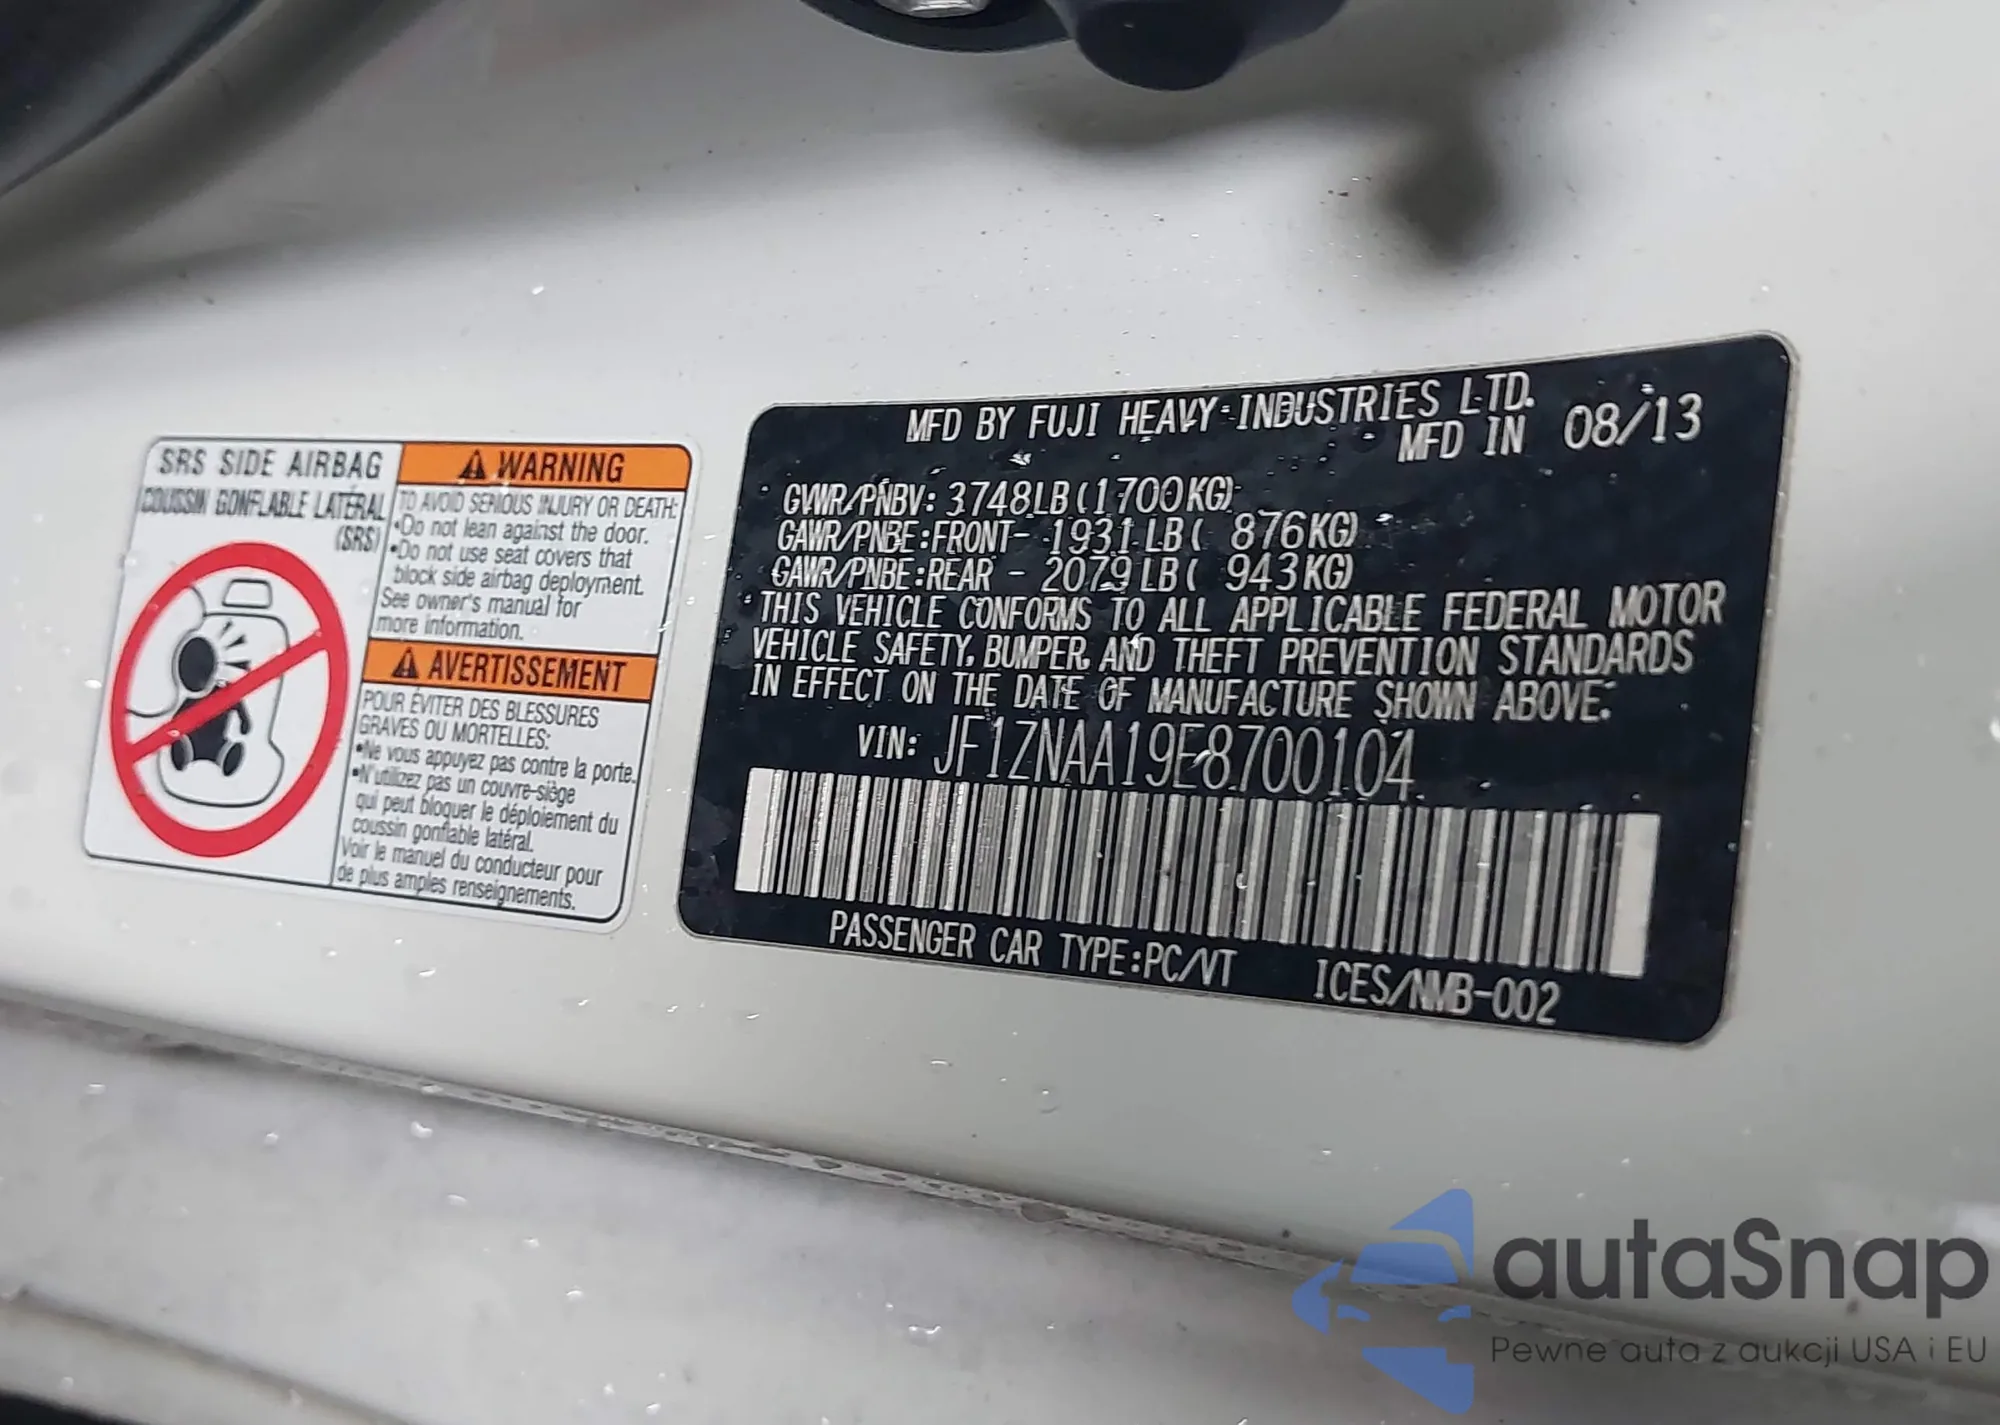 SRS SIDE AIRBAG
COUSSIN GONFLABLE LATÉRAL
(SRS)
WARNING
TO AVOID SERIOUS INJURY OR DEATH:
•Do not lean against the door.
•Do not use seat covers that
block side airbag deployment.
See owner's manual for
more information.
AVERTISSEMENT
POUR ÉVITER DES BLESSURES
GRAVES OU MORTELLES:
•Ne vous appuyez pas contre la porte.
•N'utilizez pas un couvre-siège
qui peut bloquer le déploiement du
coussin gonflable latéral.
Voir le manuel du conducteur pour
de plus amples renseignements.
MFD BY FUJI HEAVY INDUSTRIES LTD.
MFD IN 08/13
GVWR/PNBV: 3748LB(1700KG)
GAWR/PNBE:FRONT- 1931LB( 876KG)
GAWR/PNBE:REAR - 2079LB( 943KG)
THIS VEHICLE CONFORMS TO ALL APPLICABLE FEDERAL MOTOR
VEHICLE SAFETY, BUMPER, AND THEFT PREVENTION STANDARDS
IN EFFECT ON THE DATE OF MANUFACTURE SHOWN ABOVE:
VIN: JF1ZNAA19E8700104
PASSENGER CAR TYPE:PC/VT ICES/NMB-002
autaSnap
Pewne auta z aukcji USA i EU